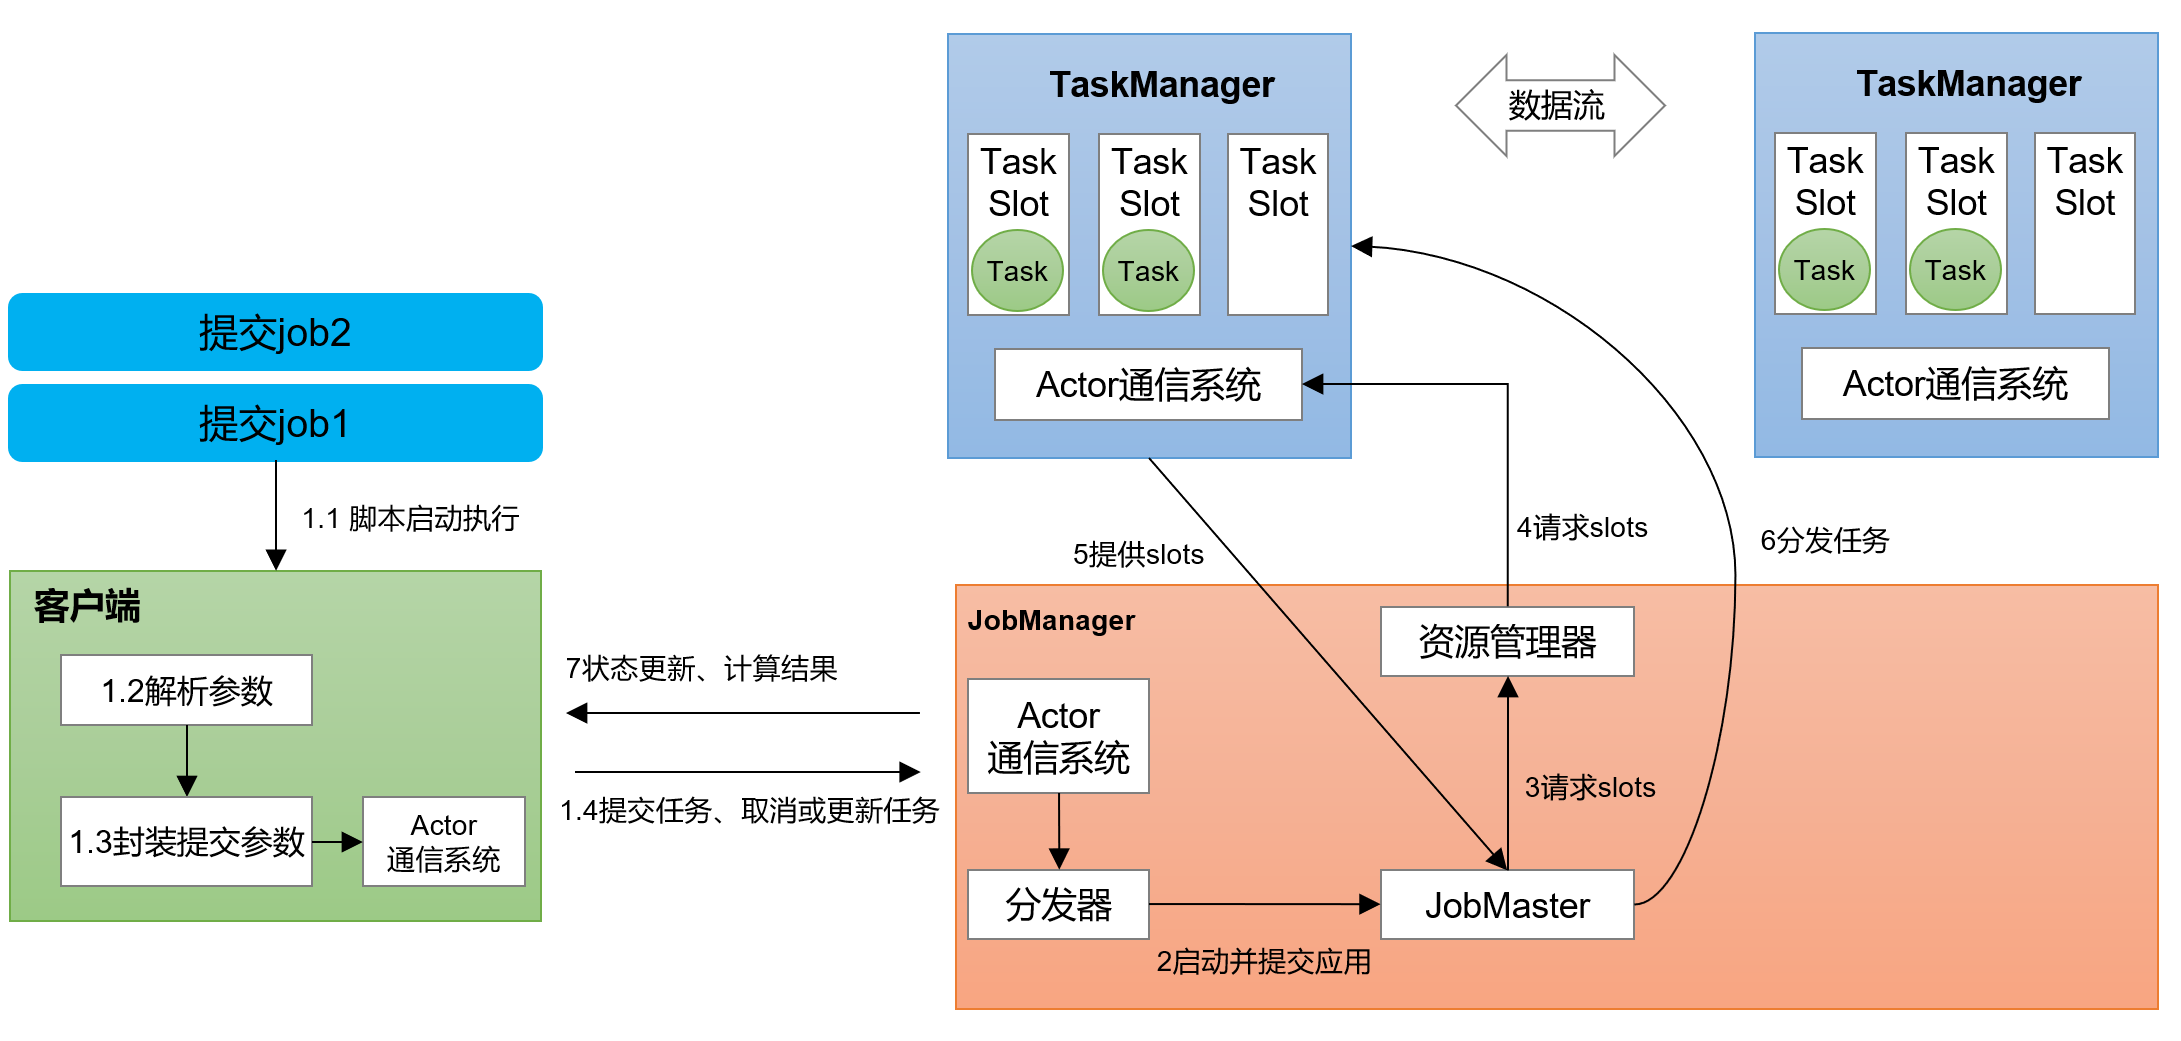 TaskManager
Task
Slot
Task
Task
Slot
Task
Task
Slot
Actor通信系统
数据流
TaskManager
Task
Slot
Task
Task
Slot
Task
Task
Slot
Actor通信系统
提交job2
提交job1
1.1 脚本启动执行
客户端
1.2解析参数
1.3封装提交参数
Actor
通信系统
7状态更新、计算结果
1.4提交任务、取消或更新任务
5提供slots
4请求slots
6分发任务
JobManager
资源管理器
Actor
通信系统
3请求slots
分发器
JobMaster
2启动并提交应用